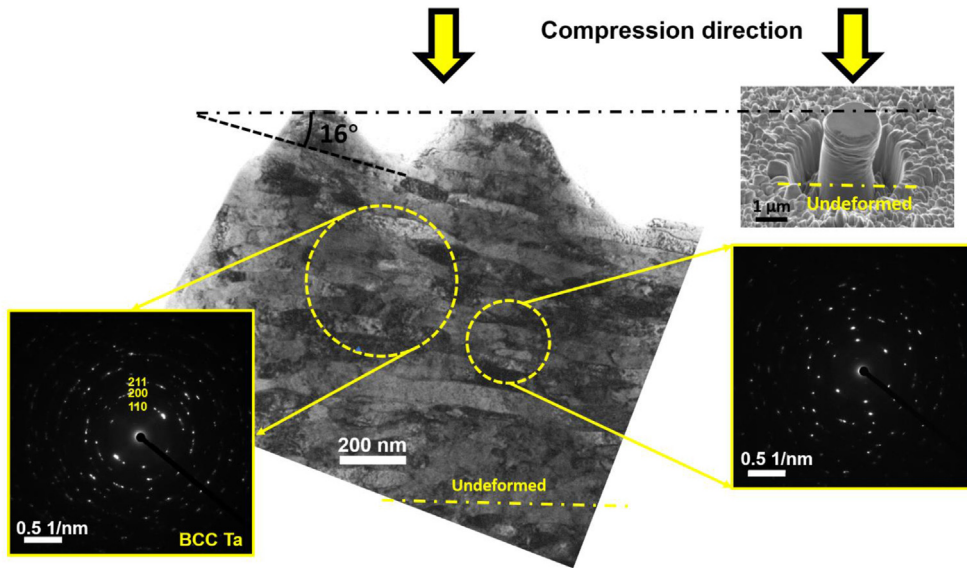 Compression direction
16°
1 µm
Undeformed
211
200
110
200 nm
Undeformed
0.5 1/nm
BCC Ta
0.5 1/nm